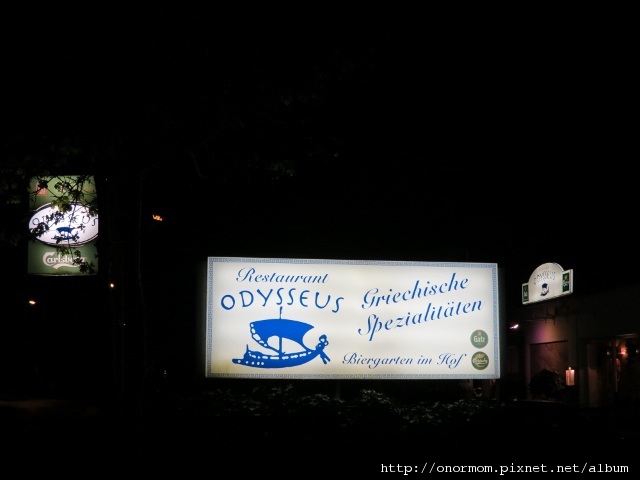 Restaurant
ODYSSEUS
Griechische
Spezialitäten
Biergarten im Hof
Carlsberg
http://onormom.pixnet.net/album